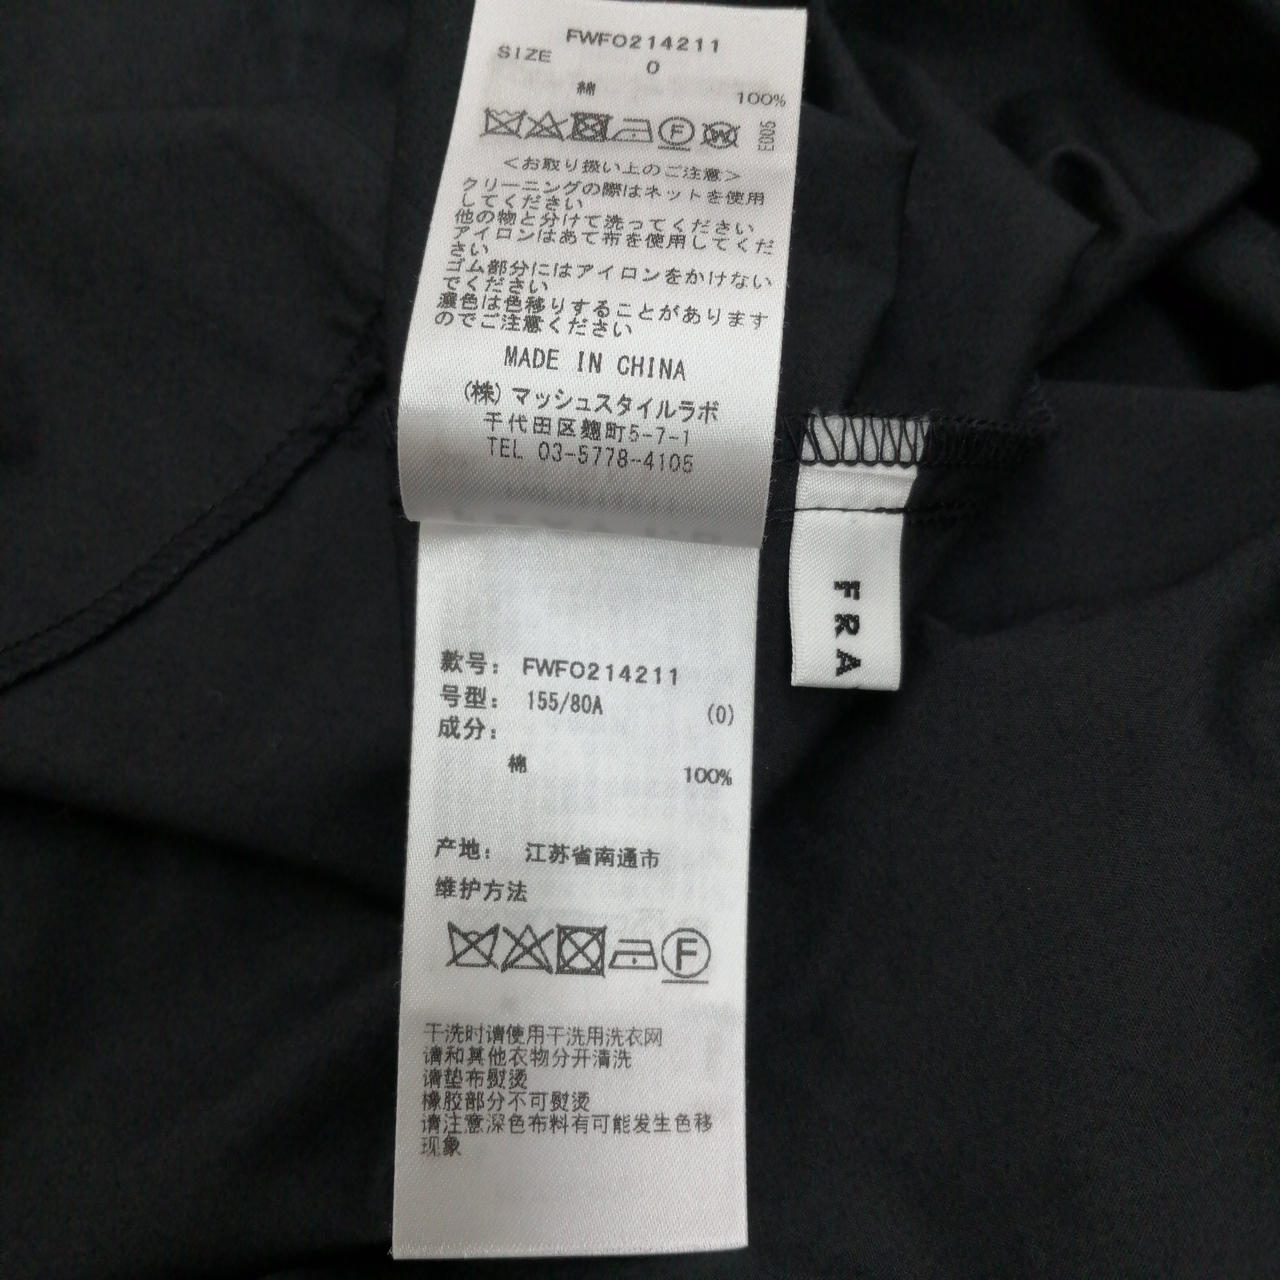 FWFO214211
SIZE 0
綿 100%
E005
＜お取り扱い上のご注意＞
クリーニングの際はネットを使用
してください
他の物と分けて洗ってください
アイロンはあて布を使用してくだ
さい
ゴム部分にはアイロンをかけない
でください
濃色は色移りすることがあります
のでご注意ください
MADE IN CHINA
(株)マッシュスタイルラボ
千代田区麹町5-7-1
TEL 03-5778-4105
FRA
款号: FWFO214211
号型: 155/80A (0)
成分:
棉 100%
产地: 江苏省南通市
维护方法
F
干洗时请使用干洗用洗衣网
请和其他衣物分开清洗
请垫布熨烫
橡胶部分不可熨烫
请注意深色布料有可能发生色移
现象